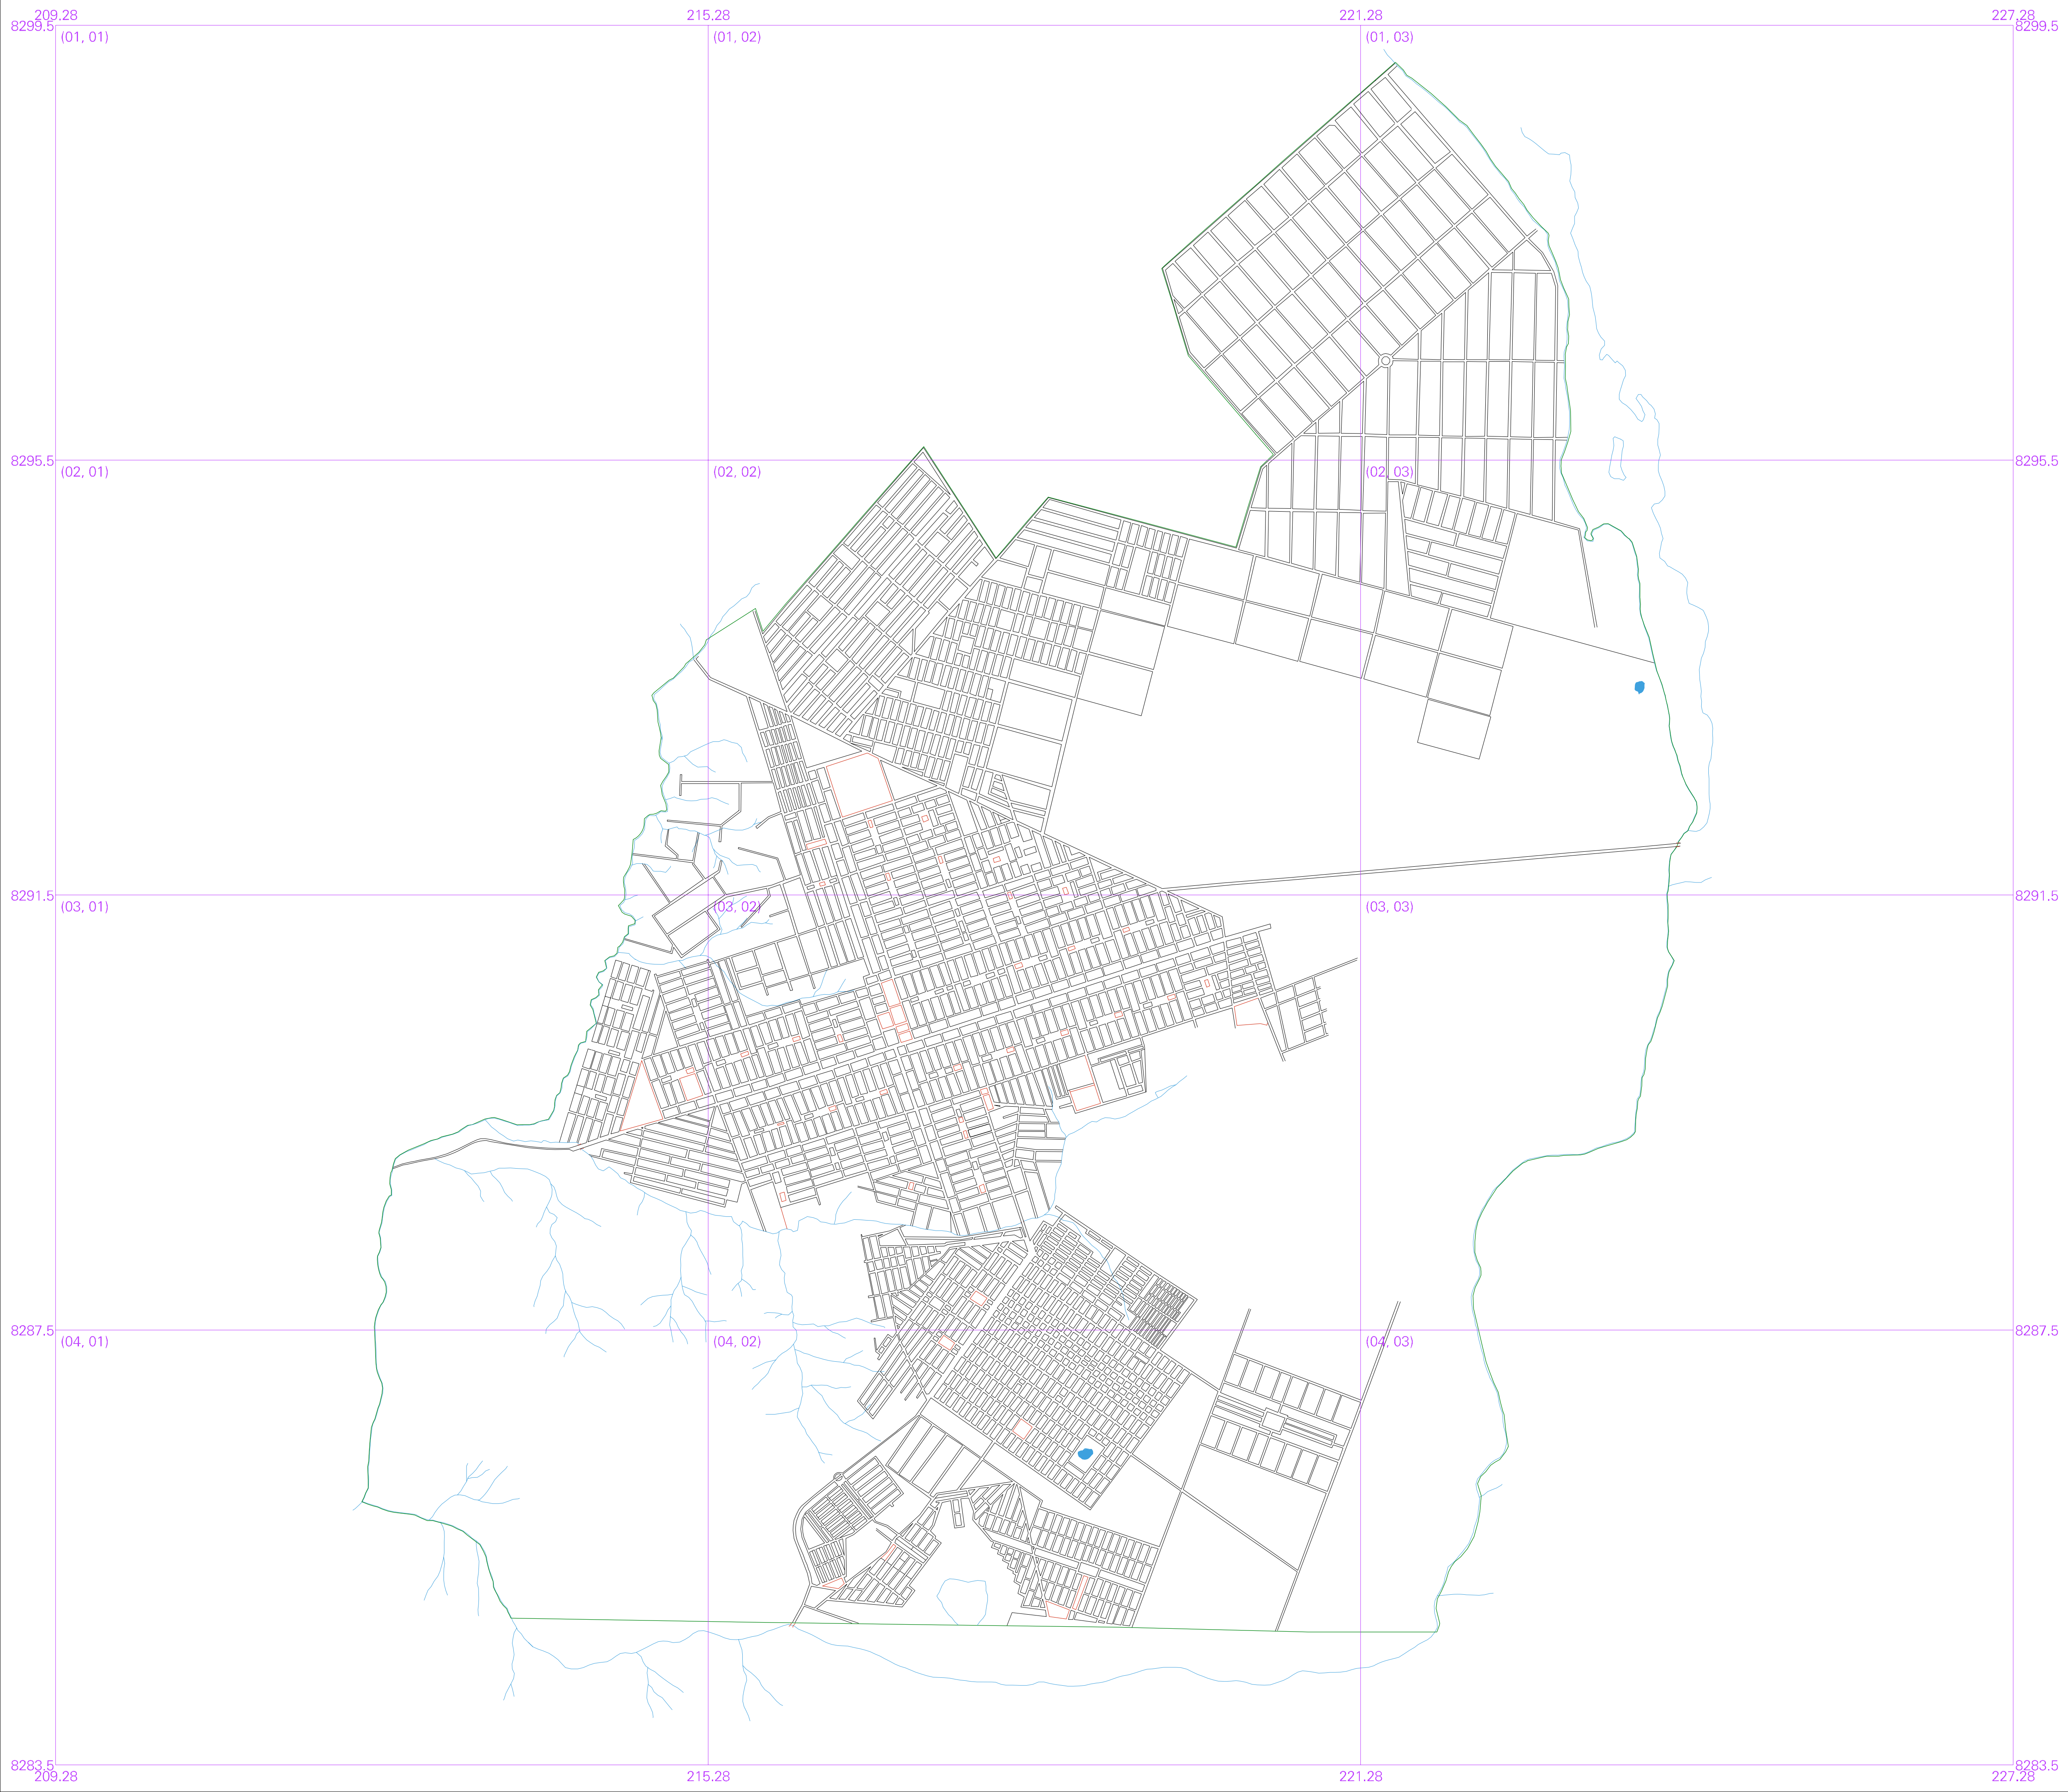 209.28 215.28 221.28 227.28
8299.5 8299.5
(01, 01) (01, 02) (01, 03)
8295.5 8295.5
(02, 01) (02, 02) (02, 03)
8291.5 8291.5
(03, 01) (03, 02) (03, 03)
8287.5 8287.5
(04, 01) (04, 02) (04, 03)
8283.5 8283.5
209.28 215.28 221.28 227.28